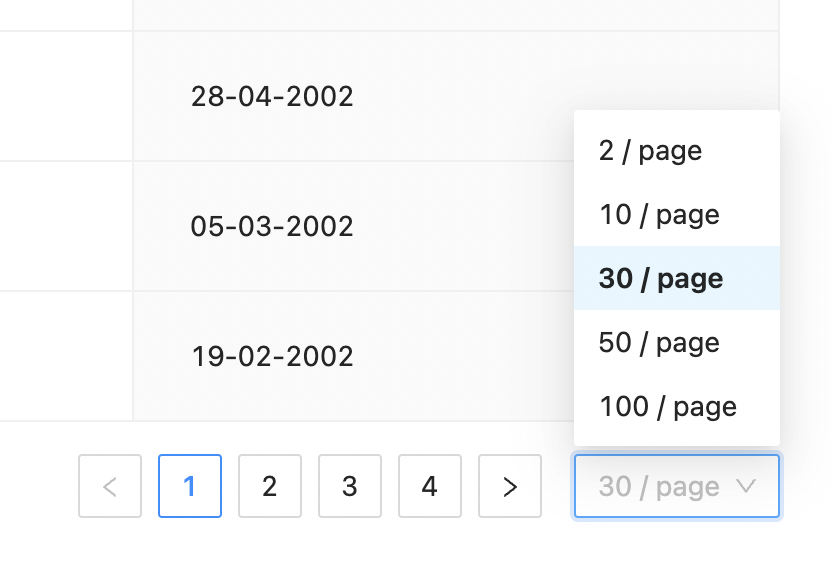 28-04-2002
2 / page
10 / page
05-03-2002
30 / page
50 / page
19-02-2002
100 / page
< 1 2 3 4 > 30 / page